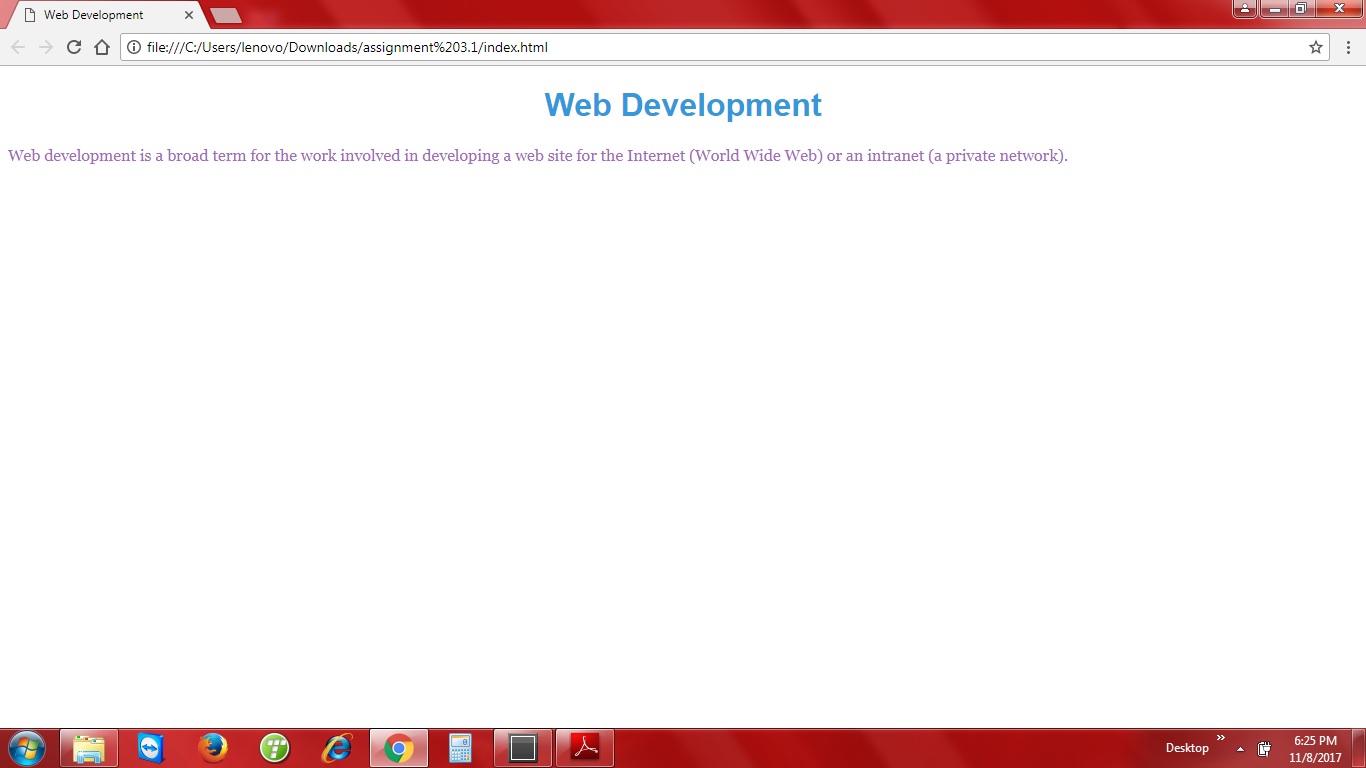 Web Development
file:///C:/Users/lenovo/Downloads/assignment%203.1/index.html
Web Development
Web development is a broad term for the work involved in developing a web site for the Internet (World Wide Web) or an intranet (a private network).
Desktop
6:25 PM
11/8/2017